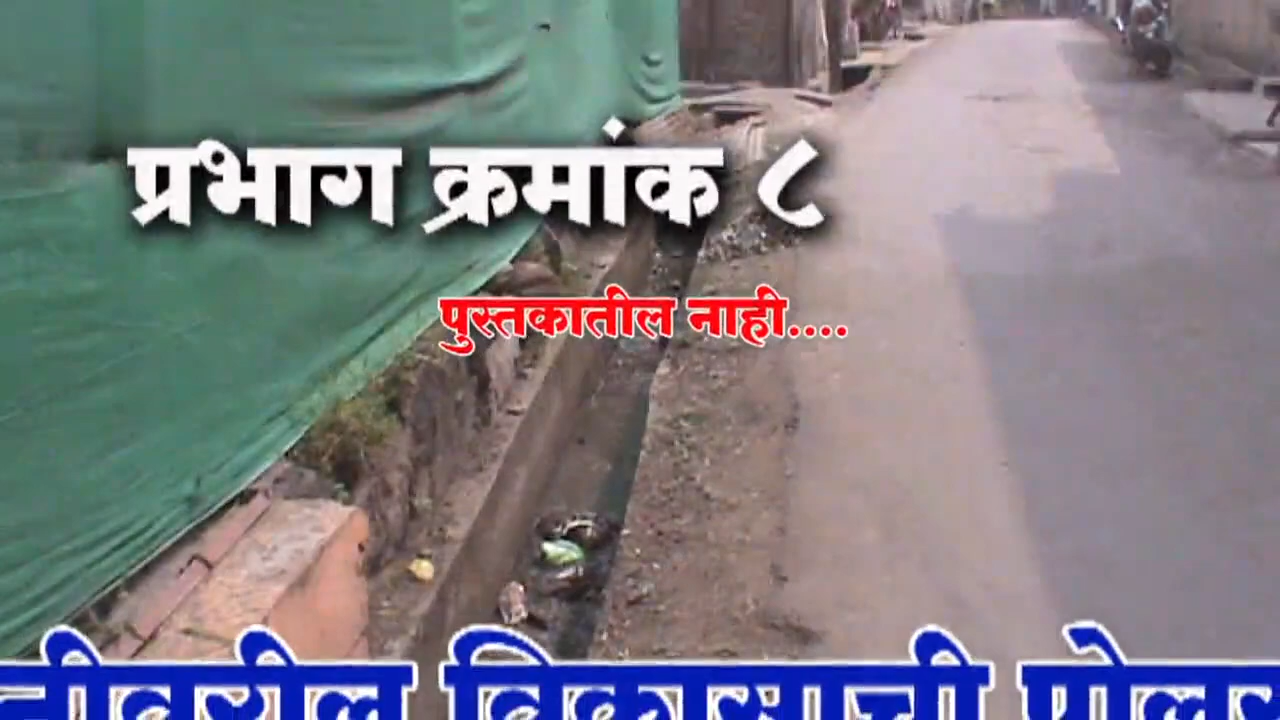 प्रभाग क्रमांक ८
पुस्तकातील नाही....
विकासाची